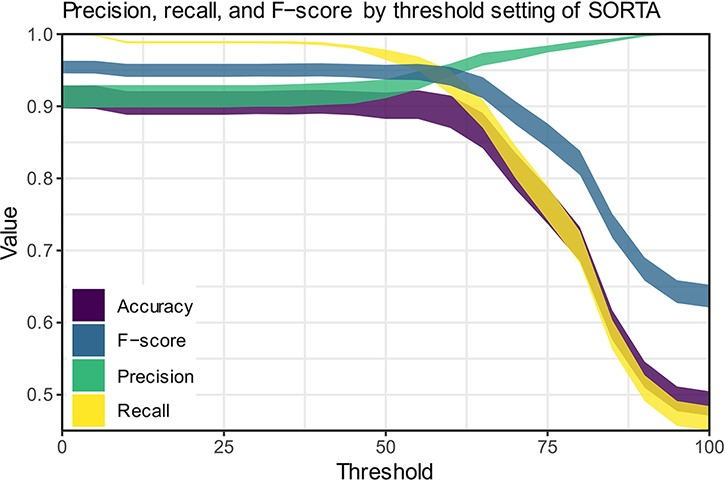 Precision, recall, and F−score by threshold setting of SORTA
1.0
0.9
0.8
0.7
0.6
0.5
Value
Accuracy
F−score
Precision
Recall
0 25 50 75 100
Threshold